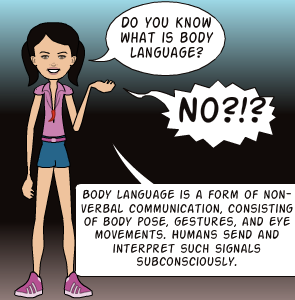 DO YOU KNOW
WHAT IS BODY
LANGUAGE?
NO?!?
BODY LANGUAGE IS A FORM OF NON-
VERBAL COMMUNICATION, CONSISTING
OF BODY POSE, GESTURES, AND EYE
MOVEMENTS. HUMANS SEND AND
INTERPRET SUCH SIGNALS
SUBCONSCIOUSLY.